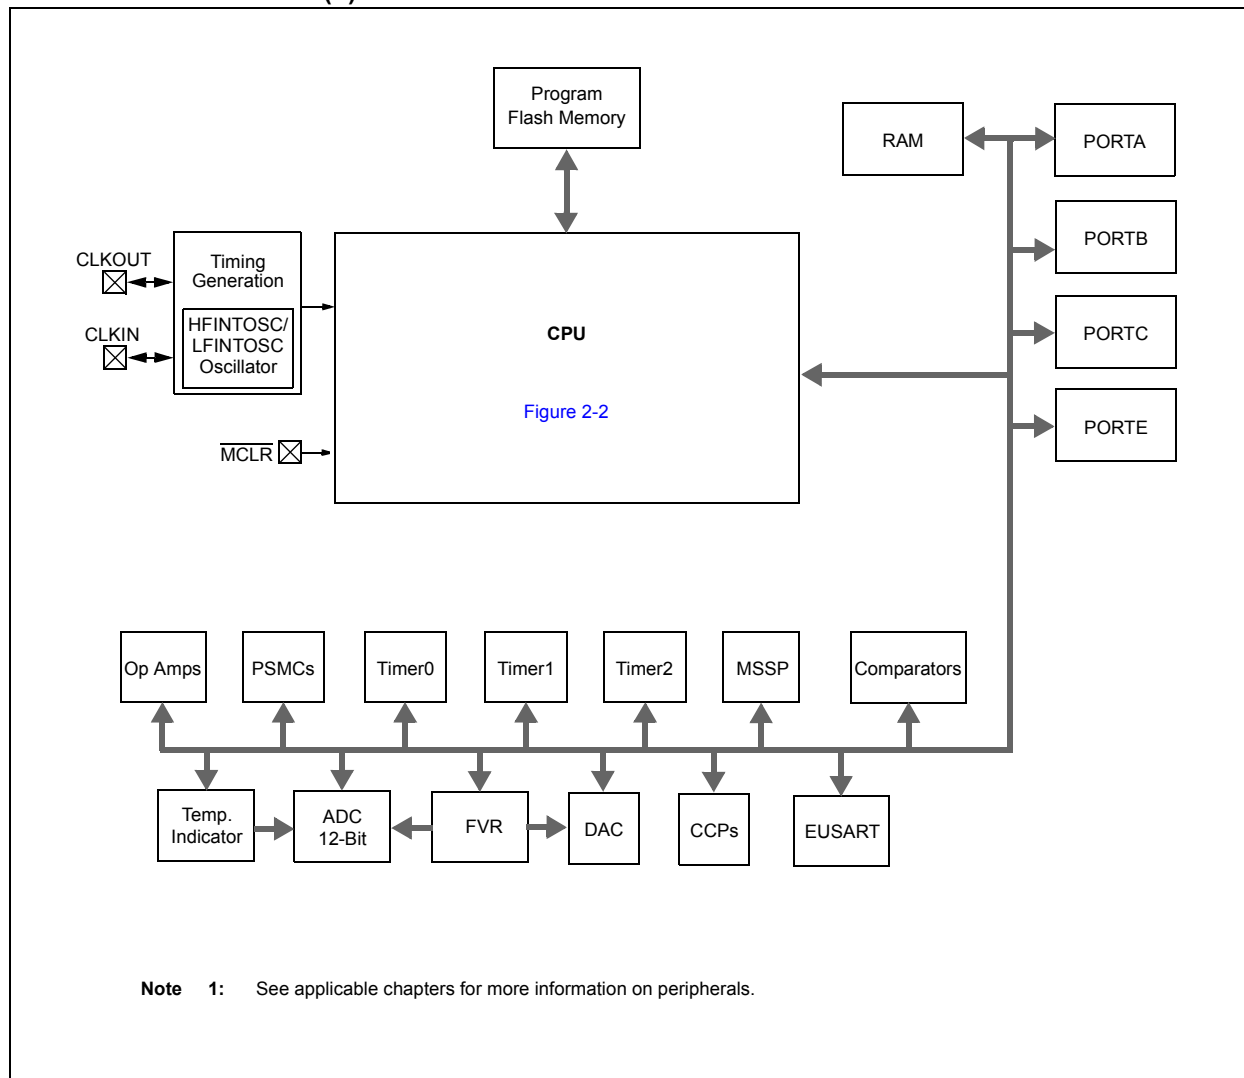 Program
Flash Memory
RAM
PORTA
PORTB
PORTC
PORTE
CLKOUT
CLKIN
Timing
Generation
HFINTOSC/
LFINTOSC
Oscillator
MCLR
CPU
Figure 2-2
Op Amps
PSMCs
Timer0
Timer1
Timer2
MSSP
Comparators
Temp.
Indicator
ADC
12-Bit
FVR
DAC
CCPs
EUSART
Note 1: See applicable chapters for more information on peripherals.